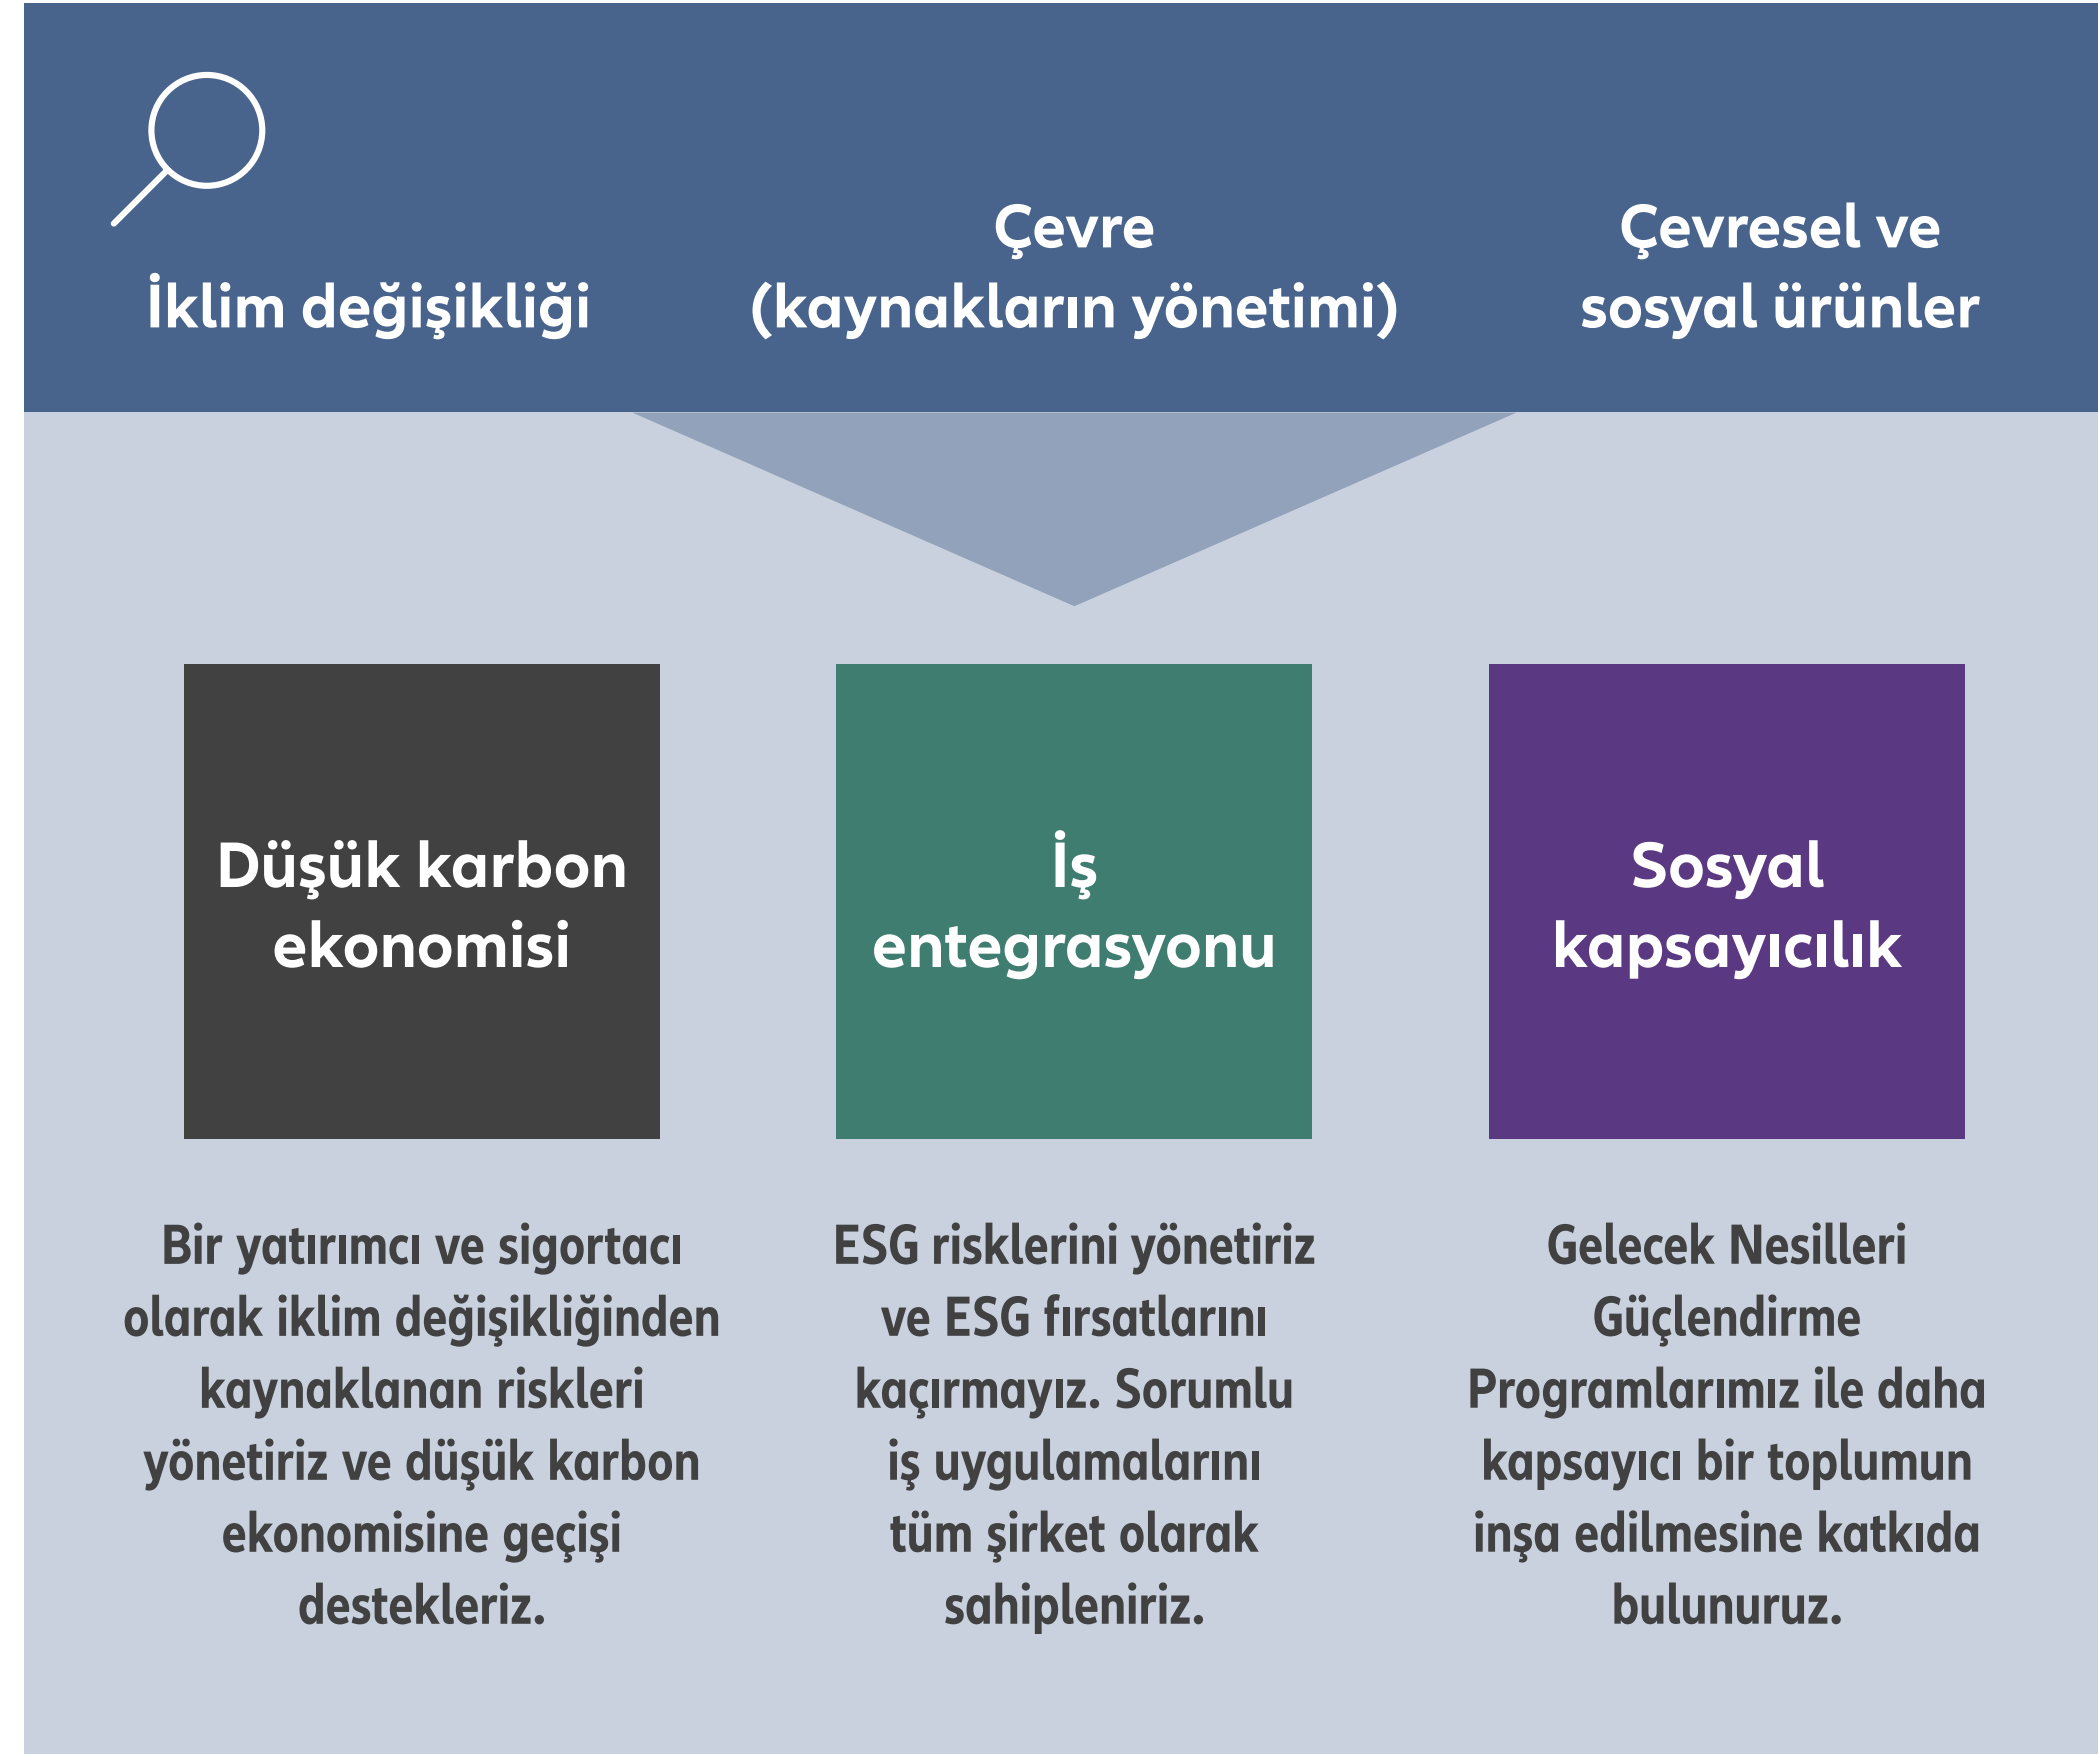 İklim değişikliği
Çevre
(kaynakların yönetimi)
Çevresel ve
sosyal ürünler
Düşük karbon
ekonomisi
İş
entegrasyonu
Sosyal
kapsayıcılık
Bir yatırımcı ve sigortacı
olarak iklim değişikliğinden
kaynaklanan riskleri
yönetiriz ve düşük karbon
ekonomisine geçişi
destekleriz.
ESG risklerini yönetiriz
ve ESG fırsatlarını
kaçırmayız. Sorumlu
iş uygulamalarını
tüm şirket olarak
sahipleniriz.
Gelecek Nesilleri
Güçlendirme
Programlarımız ile daha
kapsayıcı bir toplumun
inşa edilmesine katkıda
bulunuruz.